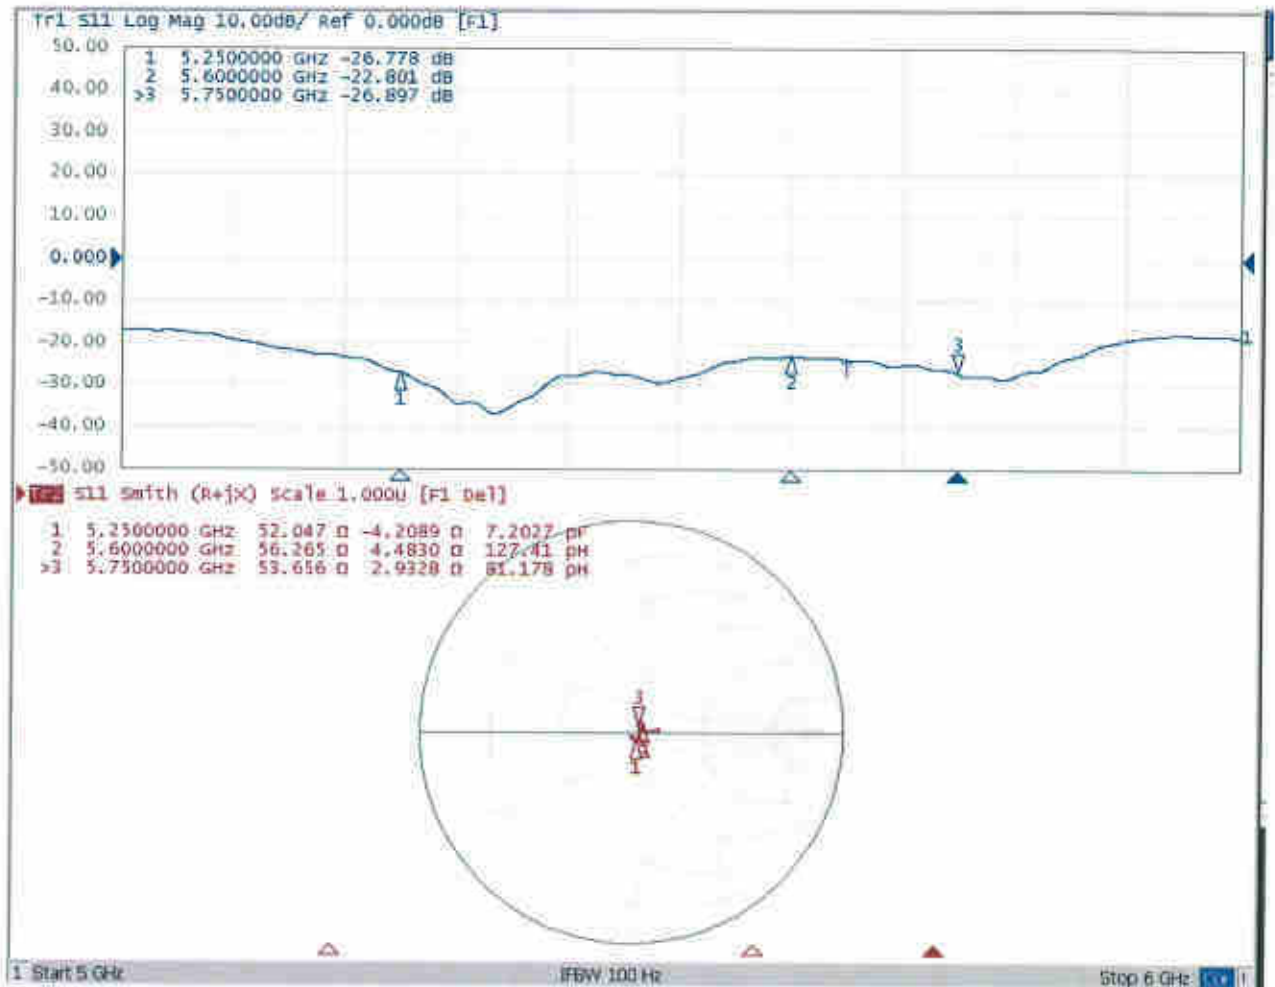 Tr1 S11 Log Mag 10.00dB/ Ref 0.000dB [F1]
50.00
40.00
30.00
20.00
10.00
0.000
-10.00
-20.00
-30.00
-40.00
-50.00
1 5.2500000 GHz -26.778 dB
2 5.6000000 GHz -22.801 dB
>3 5.7500000 GHz -26.897 dB
3
1
1
2
S11 Smith (R+jX) Scale 1.000U [F1 Del]
1 5.2500000 GHz 52.047 Ω -4.2089 Ω 7.2027 pF
2 5.6000000 GHz 56.265 Ω 4.4830 Ω 127.41 pH
>3 5.7500000 GHz 53.656 Ω 2.9328 Ω 81.178 pH
3
1
1 Start 5 GHz IFBW 100 Hz Stop 6 GHz